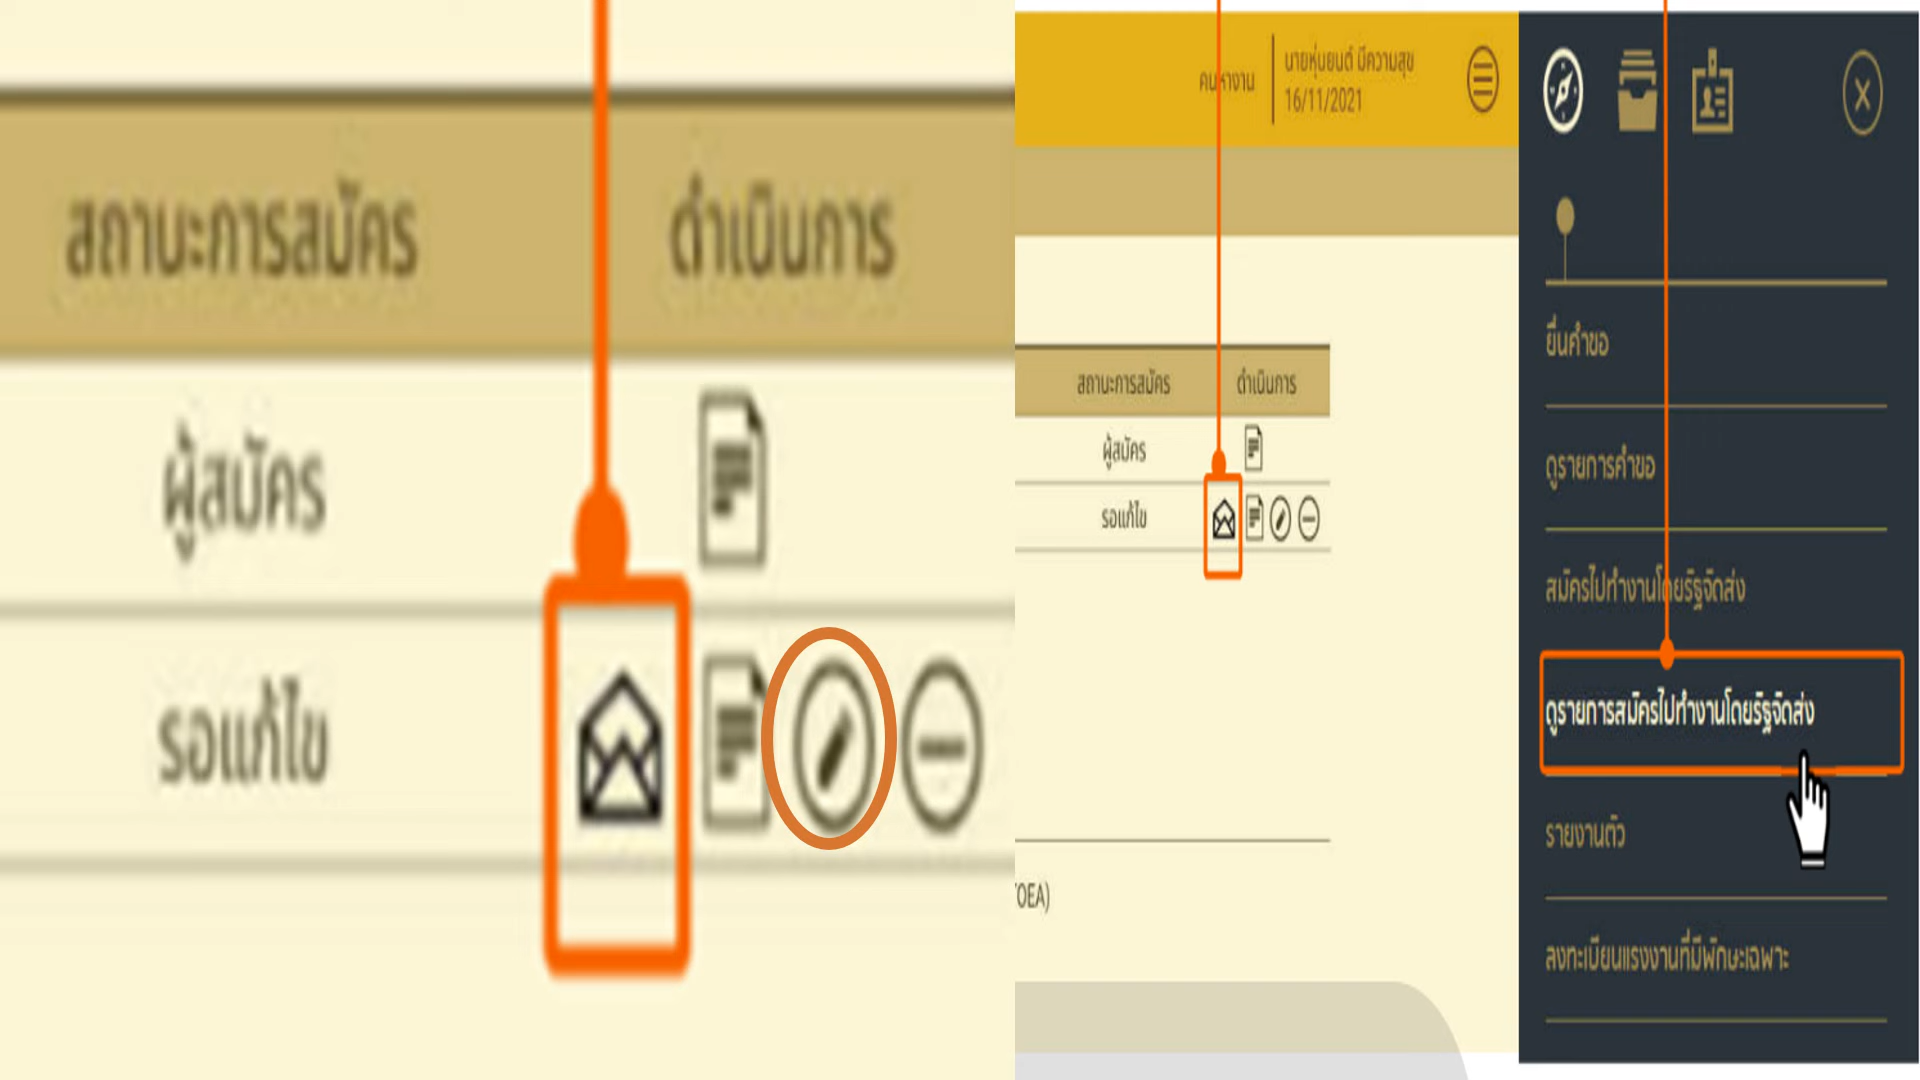 สถานะการสมัคร ดำเนินการ
ผู้สมัคร
รอแก้ไข
ค้นหางาน
นายหุ่นยนต์ มีความสุข
16/11/2021
สถานะการสมัคร ดำเนินการ
ผู้สมัคร
รอแก้ไข
TOEA)
ยื่นคำขอ
ดูรายการคำขอ
สมัครไปทำงานโดยรัฐจัดส่ง
ดูรายการสมัครไปทำงานโดยรัฐจัดส่ง
รายงานตัว
ลงทะเบียนแรงงานที่มีทักษะเฉพาะ